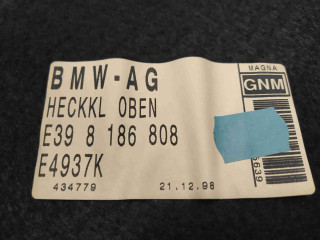 BMW-AG
HECKKL OBEN
E39 8 186 808
E4937K
434779 21.12.98
MAGNA
GNM